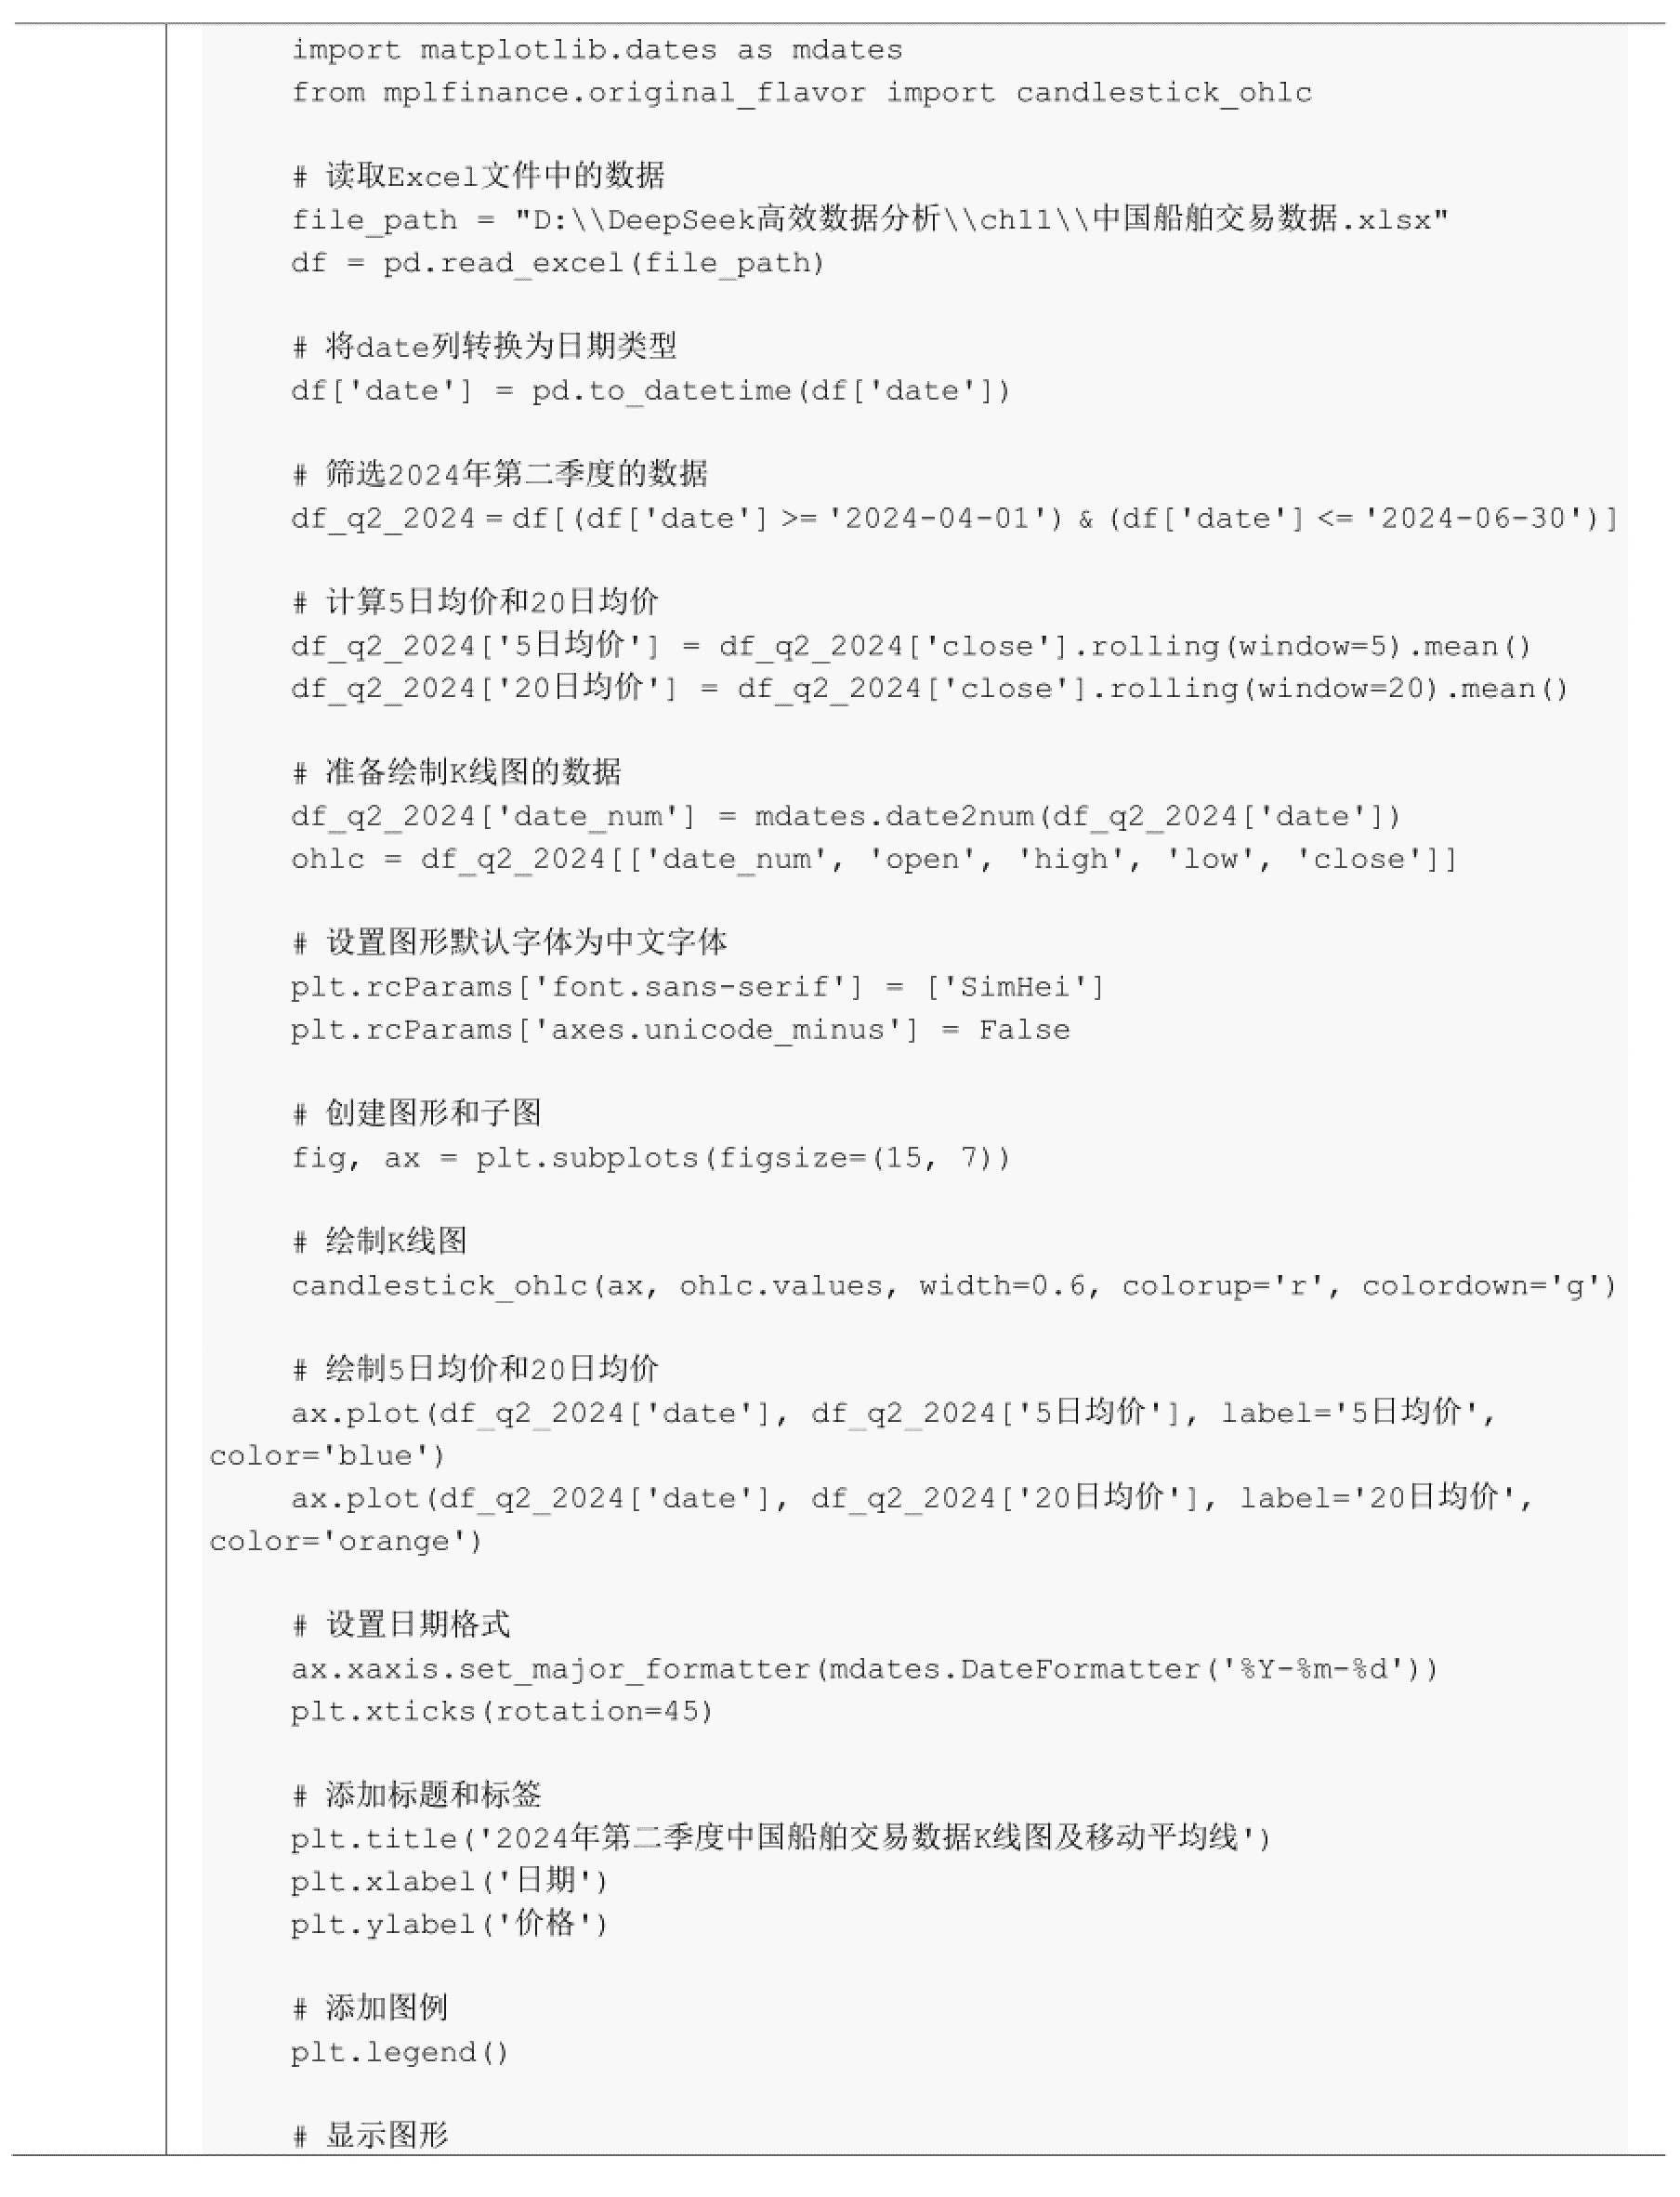 import matplotlib.dates as mdates
from mplfinance.original_flavor import candlestick_ohlc
# 读取Excel文件中的数据
file_path = "D:\\DeepSeek高效数据分析\\ch11\\中国船舶交易数据.xlsx"
df = pd.read_excel(file_path)
# 将date列转换为日期类型
df['date'] = pd.to_datetime(df['date'])
# 筛选2024年第二季度的数据
df_q2_2024 = df[(df['date'] >= '2024-04-01') & (df['date'] <= '2024-06-30')]
# 计算5日均价和20日均价
df_q2_2024['5日均价'] = df_q2_2024['close'].rolling(window=5).mean()
df_q2_2024['20日均价'] = df_q2_2024['close'].rolling(window=20).mean()
# 准备绘制K线图的数据
df_q2_2024['date_num'] = mdates.date2num(df_q2_2024['date'])
ohlc = df_q2_2024[['date_num', 'open', 'high', 'low', 'close']]
# 设置图形默认字体为中文字体
plt.rcParams['font.sans-serif'] = ['SimHei']
plt.rcParams['axes.unicode_minus'] = False
# 创建图形和子图
fig, ax = plt.subplots(figsize=(15, 7))
# 绘制K线图
candlestick_ohlc(ax, ohlc.values, width=0.6, colorup='r', colordown='g')
# 绘制5日均价和20日均价
ax.plot(df_q2_2024['date'], df_q2_2024['5日均价'], label='5日均价',
color='blue')
ax.plot(df_q2_2024['date'], df_q2_2024['20日均价'], label='20日均价',
color='orange')
# 设置日期格式
ax.xaxis.set_major_formatter(mdates.DateFormatter('%Y-%m-%d'))
plt.xticks(rotation=45)
# 添加标题和标签
plt.title('2024年第二季度中国船舶交易数据K线图及移动平均线')
plt.xlabel('日期')
plt.ylabel('价格')
# 添加图例
plt.legend()
# 显示图形